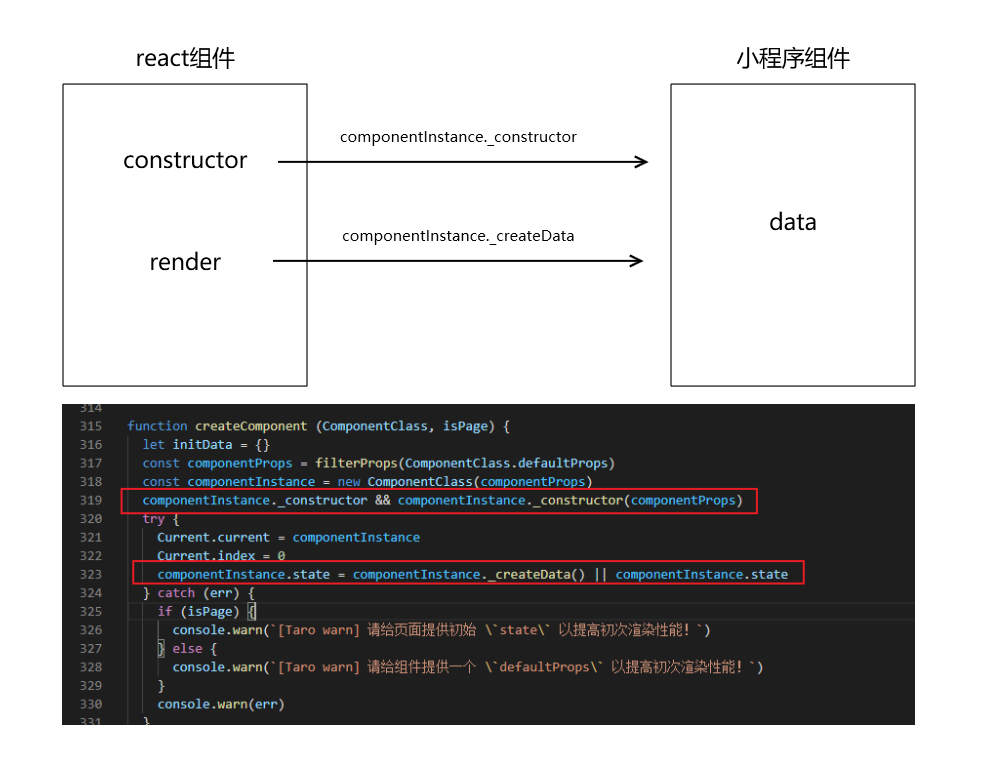 react组件
小程序组件
componentInstance._constructor
constructor
data
componentInstance._createData
render
314
315 function createComponent (ComponentClass, isPage) {
316 let initData = {}
317 const componentProps = filterProps(ComponentClass.defaultProps)
318 const componentInstance = new ComponentClass(componentProps)
319 componentInstance._constructor && componentInstance._constructor(componentProps)
320 try {
321 Current.current = componentInstance
322 Current.index = 0
323 componentInstance.state = componentInstance._createData() || componentInstance.state
324 } catch (err) {
325 if (isPage) {
326 console.warn(`[Taro warn] 请给页面提供初始 \`state\` 以提高初次渲染性能！`)
327 } else {
328 console.warn(`[Taro warn] 请给组件提供一个 \`defaultProps\` 以提高初次渲染性能！`)
329 }
330 console.warn(err)
331 }